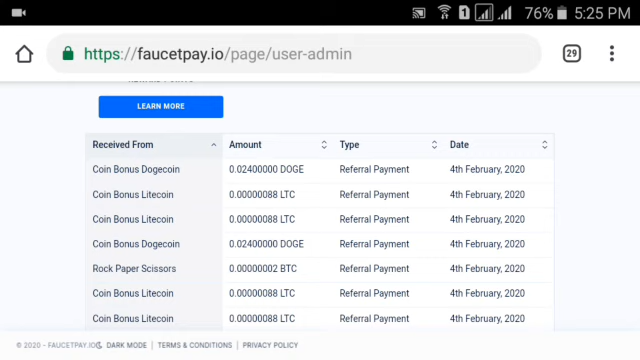 1 76% 5:25 PM
https://faucetpay.io/page/user-admin 29
LEARN MORE
Received From Amount Type Date
Coin Bonus Dogecoin 0.02400000 DOGE Referral Payment 4th February, 2020
Coin Bonus Litecoin 0.00000088 LTC Referral Payment 4th February, 2020
Coin Bonus Litecoin 0.00000088 LTC Referral Payment 4th February, 2020
Coin Bonus Dogecoin 0.02400000 DOGE Referral Payment 4th February, 2020
Rock Paper Scissors 0.00000002 BTC Referral Payment 4th February, 2020
Coin Bonus Litecoin 0.00000088 LTC Referral Payment 4th February, 2020
Coin Bonus Litecoin 0.00000088 LTC Referral Payment 4th February, 2020
© 2020 - FAUCETPAY.IO DARK MODE | TERMS & CONDITIONS | PRIVACY POLICY